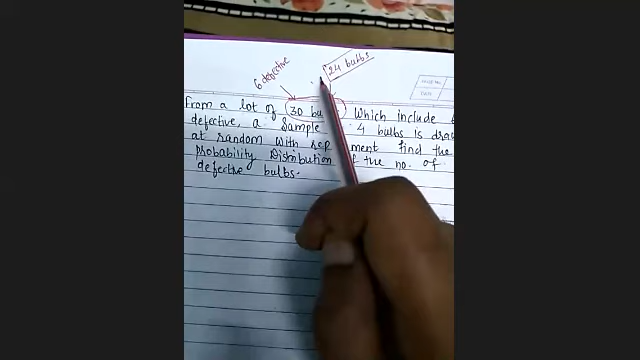 24 bulbs
6 defective
From a lot of 30 bu Which include
defective, a Sample 4 bulbs is draw
at random with rep ment find the
probability Distribution f the no. of
defective bulbs.